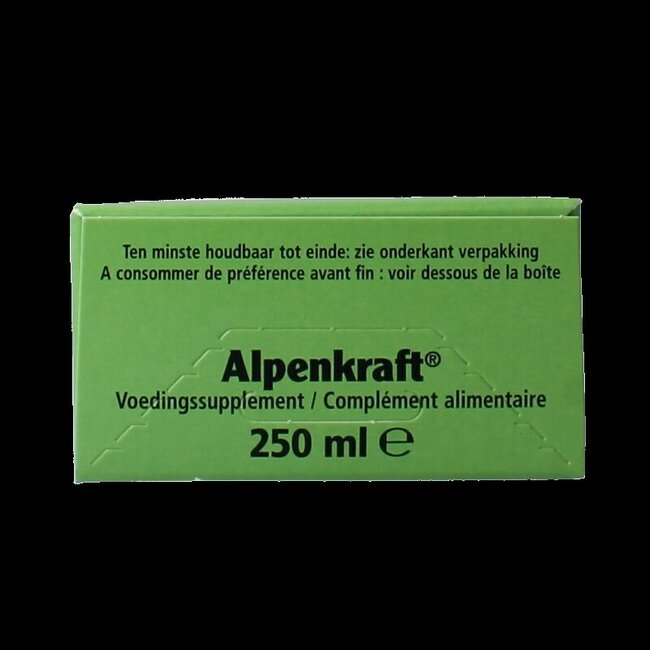 Ten minste houdbaar tot einde: zie onderkant verpakking
A consommer de préférence avant fin : voir dessous de la boîte
Alpenkraft®
Voedingssupplement / Complément alimentaire
250 ml ℮